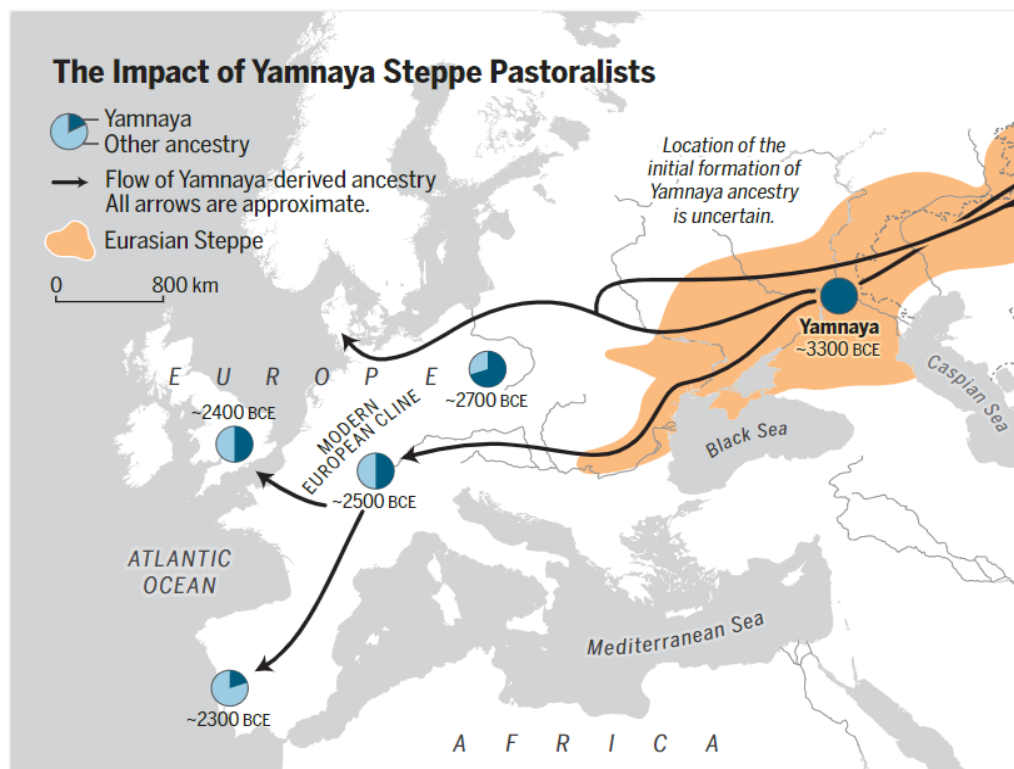 The Impact of Yamnaya Steppe Pastoralists
Yamnaya
Other ancestry
Flow of Yamnaya-derived ancestry
All arrows are approximate.
Eurasian Steppe
0 800 km
Location of the
initial formation of
Yamnaya ancestry
is uncertain.
Yamnaya
~3300 BCE
Caspian Sea
EUROPE
~2700 BCE
~2400 BCE
MODERN
EUROPEAN CLINE
Black Sea
~2500 BCE
ATLANTIC
OCEAN
Mediterranean Sea
~2300 BCE
AFRICA